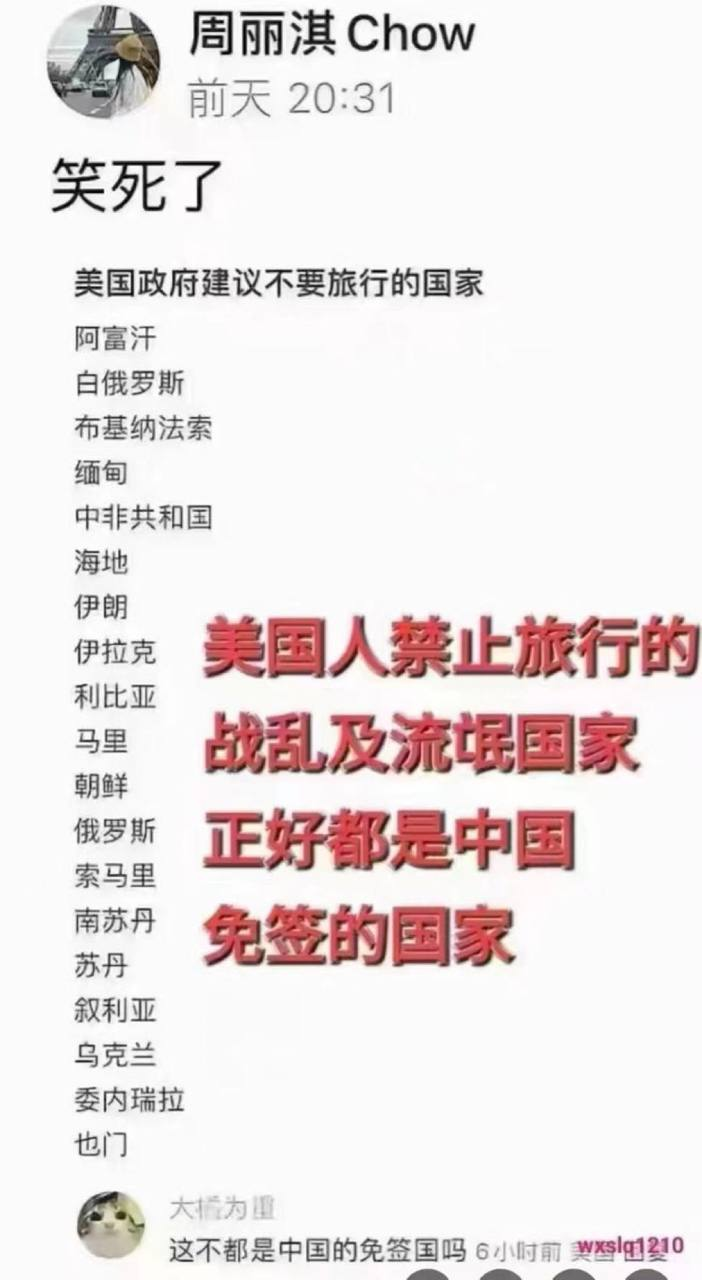 周丽淇Chow
前天 20:31
笑死了
美国政府建议不要旅行的国家
阿富汗
白俄罗斯
布基纳法索
缅甸
中非共和国
海地
伊朗
伊拉克
利比亚
马里
朝鲜
俄罗斯
索马里
南苏丹
苏丹
叙利亚
乌克兰
委内瑞拉
也门
美国人禁止旅行的
战乱及流氓国家
正好都是中国
免签的国家
大橘为重
这不都是中国的免签国吗 6小时前 美国 回复
wxslq1210